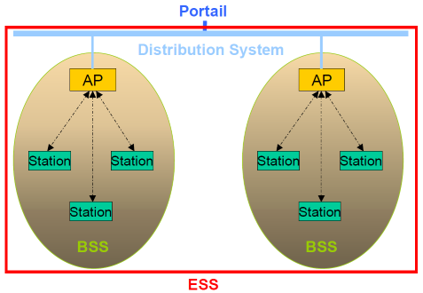 Portail
Distribution System
AP
AP
Station
Station
Station
Station
Station
Station
BSS
BSS
ESS